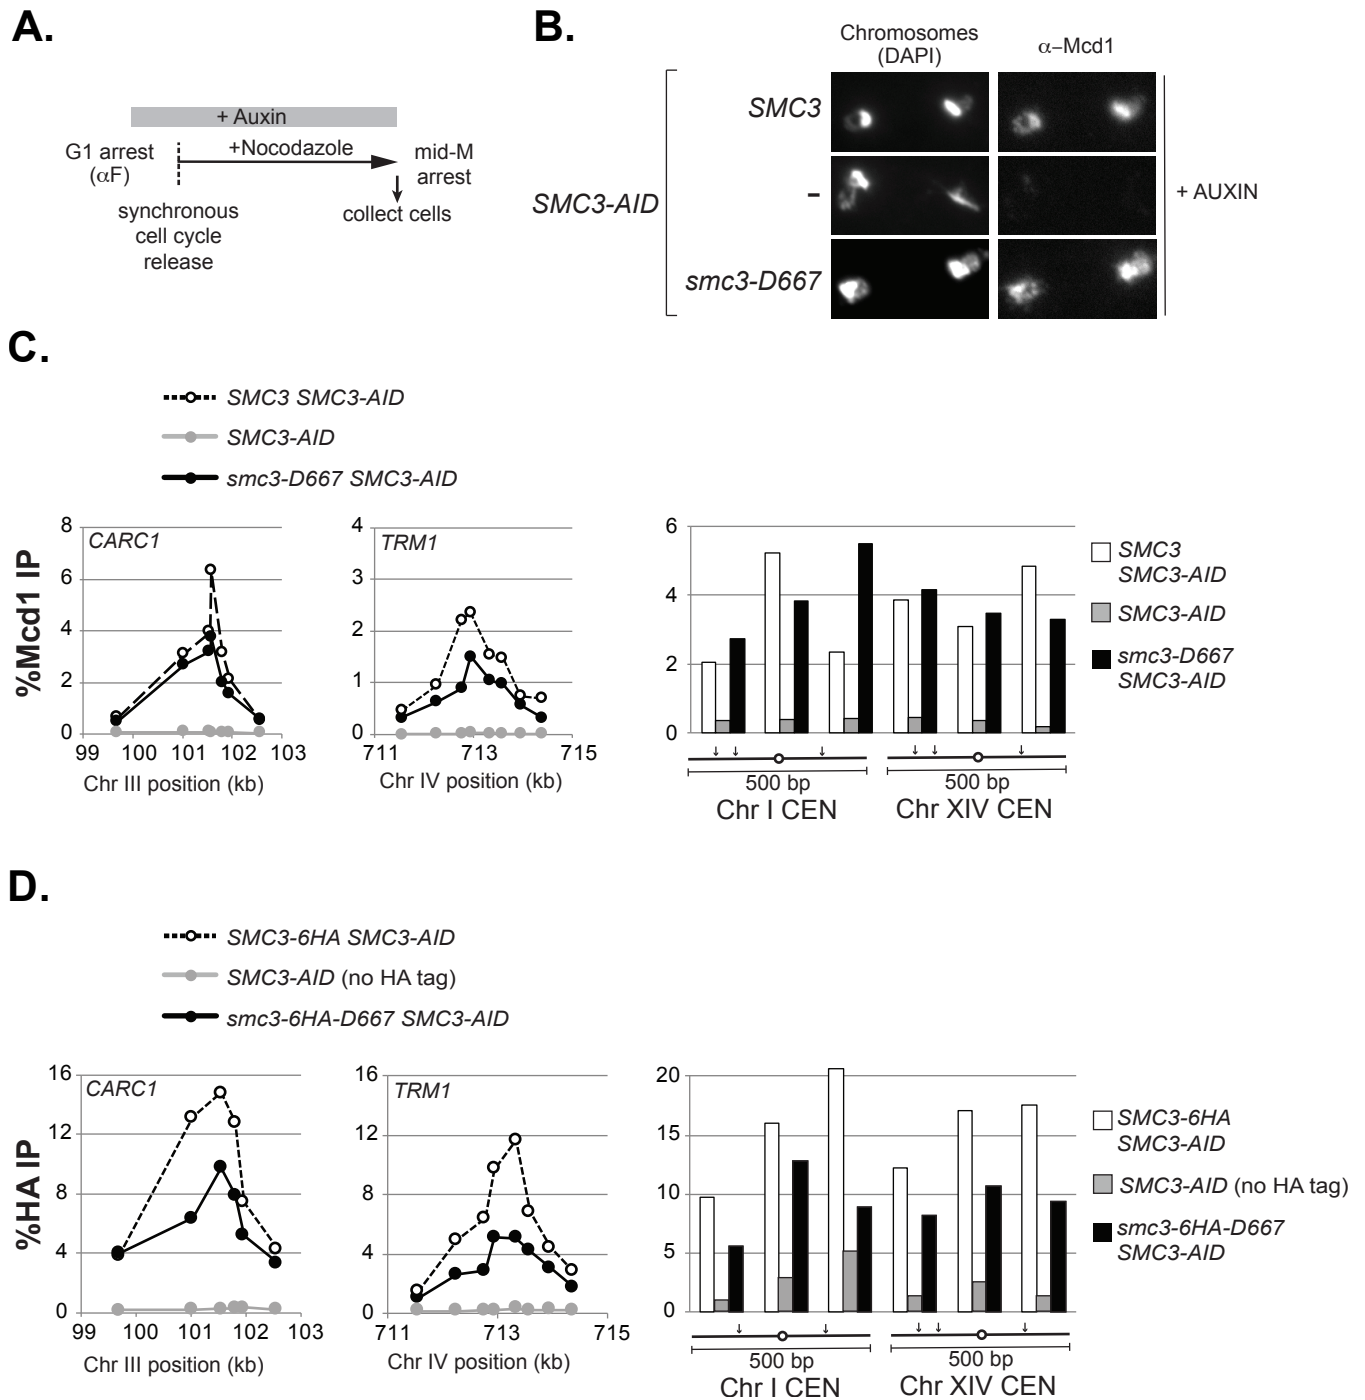 A.
+ Auxin
+Nocodazole
G1 arrest
(αF)
mid-M
arrest
synchronous
cell cycle
release
collect cells
B.
Chromosomes
(DAPI)
α–Mcd1
SMC3-AID
SMC3
–
smc3-D667
+ AUXIN
C.
SMC3 SMC3-AID
SMC3-AID
smc3-D667 SMC3-AID
%Mcd1 IP
CARC1
8
6
4
2
0
99 100 101 102 103
Chr III position (kb)
TRM1
4
3
2
1
0
711 713 715
Chr IV position (kb)
6
4
2
0
500 bp
Chr I CEN
500 bp
Chr XIV CEN
SMC3
SMC3-AID
SMC3-AID
smc3-D667
SMC3-AID
D.
SMC3-6HA SMC3-AID
SMC3-AID (no HA tag)
smc3-6HA-D667 SMC3-AID
%HA IP
CARC1
16
12
8
4
0
99 100 101 102 103
Chr III position (kb)
TRM1
16
12
8
4
0
711 713 715
Chr IV position (kb)
20
15
10
5
0
500 bp
Chr I CEN
500 bp
Chr XIV CEN
SMC3-6HA
SMC3-AID
SMC3-AID (no HA tag)
smc3-6HA-D667
SMC3-AID